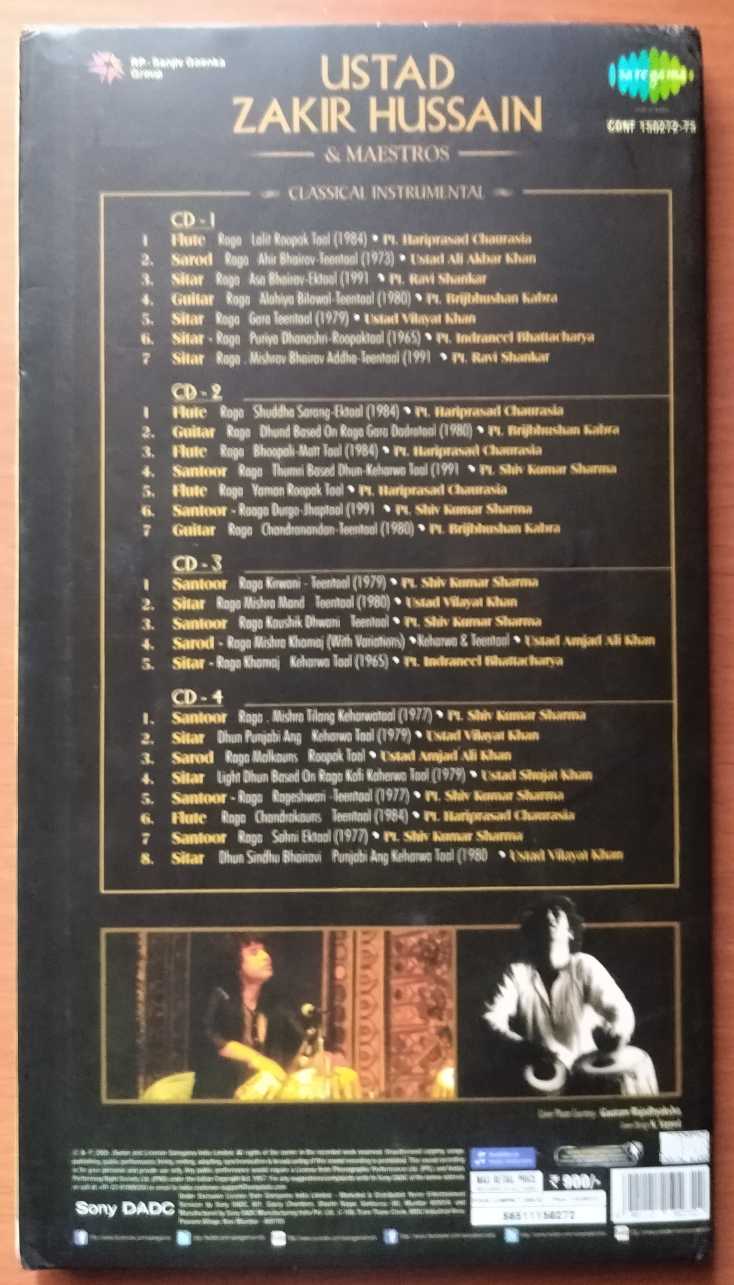 RP-Sanjiv Goenka
Group
USTAD
ZAKIR HUSSAIN
& MAESTROS
saregama
CDNF 150272-75
CLASSICAL INSTRUMENTAL
CD - 1
1 Flute Raga Lalit Roopak Taal (1984) • Pt. Hariprasad Chaurasia
2. Sarod Raga Ahir Bhairav-Teentaal (1973) • Ustad Ali Akbar Khan
3. Sitar Raga Asa Bhairav-Ektaal (1991 • Pt. Ravi Shankar
4. Guitar Raga Alahiya Bilawal-Teentaal (1980) • Pt. Brijbhushan Kabra
5. Sitar Raga Gara Teentaal (1979) • Ustad Vilayat Khan
6. Sitar - Raga Puriya Dhanashri-Roopaktaal (1965) • Pt. Indraneel Bhattacharya
7 Sitar Raga . Mishrav Bhairav Addha-Teentaal (1991 • Pt. Ravi Shankar
CD - 2
1 Flute Raga Shuddha Sarang-Ektaal (1984) • Pt. Hariprasad Chaurasia
2. Guitar Raga Dhund Based On Raga Gara Dadrataal (1980) • Pt. Brijbhushan Kabra
3. Flute Raga Bhoopali-Matt Taal (1984) • Pt. Hariprasad Chaurasia
4. Santoor Raga Thumri Based Dhun-Keharwa Taal (1991 • Pt. Shiv Kumar Sharma
5. Flute Raga Yaman Roopak Taal • Pt. Hariprasad Chaurasia
6. Santoor - Raaga Durga-Jhaptaal (1991 • Pt. Shiv Kumar Sharma
7 Guitar Raga Chandranandan-Teentaal (1980) • Pt. Brijbhushan Kabra
CD - 3
1 Santoor Raga Kirwani - Teentaal (1979) • Pt. Shiv Kumar Sharma
2. Sitar Raga Mishra Mand Teentaal (1980) • Ustad Vilayat Khan
3. Santoor Raga Kaushik Dhwani Teentaal • Pt. Shiv Kumar Sharma
4. Sarod - Raga Mishra Khamaj (With Variations) • Keharwa & Teentaal • Ustad Amjad Ali Khan
5. Sitar - Raga Khamaj Keharwa Taal (1965) • Pt. Indraneel Bhattacharya
CD - 4
1. Santoor Raga . Mishra Tilang Keharwataal (1977) • Pt. Shiv Kumar Sharma
2. Sitar Dhun Punjabi Ang Keharwa Taal (1979) • Ustad Vilayat Khan
3. Sarod Raga Malkauns Roopak Taal • Ustad Amjad Ali Khan
4. Sitar Light Dhun Based On Raga Kafi Kaherwa Taal (1979) • Ustad Shujat Khan
5. Santoor - Raga Rageshwari -Teentaal (1977) • Pt. Shiv Kumar Sharma
6. Flute Raga Chandrakauns Teentaal (1984) • Pt. Hariprasad Chaurasia
7 Santoor Raga Sohni Ektaal (1977) • Pt. Shiv Kumar Sharma
8. Sitar Dhun Sindhu Bhairavi Punjabi Ang Keharwa Taal (1980 • Ustad Vilayat Khan
Gautam Rajadhyaksha
Sony DADC
MAX RETAIL PRICE
₹ 900/-
56511150272